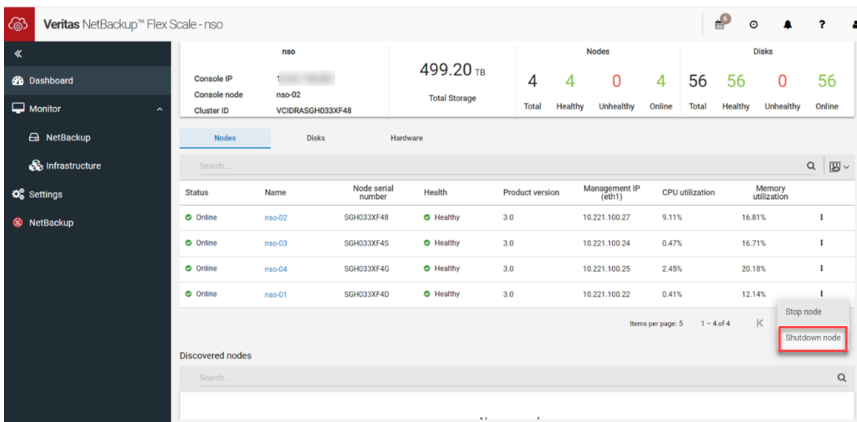 Veritas NetBackup™ Flex Scale - nso
6
?
Dashboard
Monitor
NetBackup
Infrastructure
Settings
NetBackup
nso
Console IP
Console node nso-02
Cluster ID VCIDRASGH033XF48
499.20 TB
Total Storage
Nodes
4 4 0 4
Total Healthy Unhealthy Online
Disks
56 56 0 56
Total Healthy Unhealthy Online
Nodes Disks Hardware
Search...
Status Name Node serial number Health Product version Management IP (eth1) CPU utilization Memory utilization
Online nso-02 SGH033XF48 Healthy 3.0 10.221.100.27 9.11% 16.81%
Online nso-03 SGH033XF4S Healthy 3.0 10.221.100.24 0.47% 16.71%
Online nso-04 SGH033XF4G Healthy 3.0 10.221.100.25 2.45% 20.18%
Online nso-01 SGH033XF4D Healthy 3.0 10.221.100.22 0.41% 12.14%
Stop node
Shutdown node
Items per page: 5 1 – 4 of 4
Discovered nodes
Search...